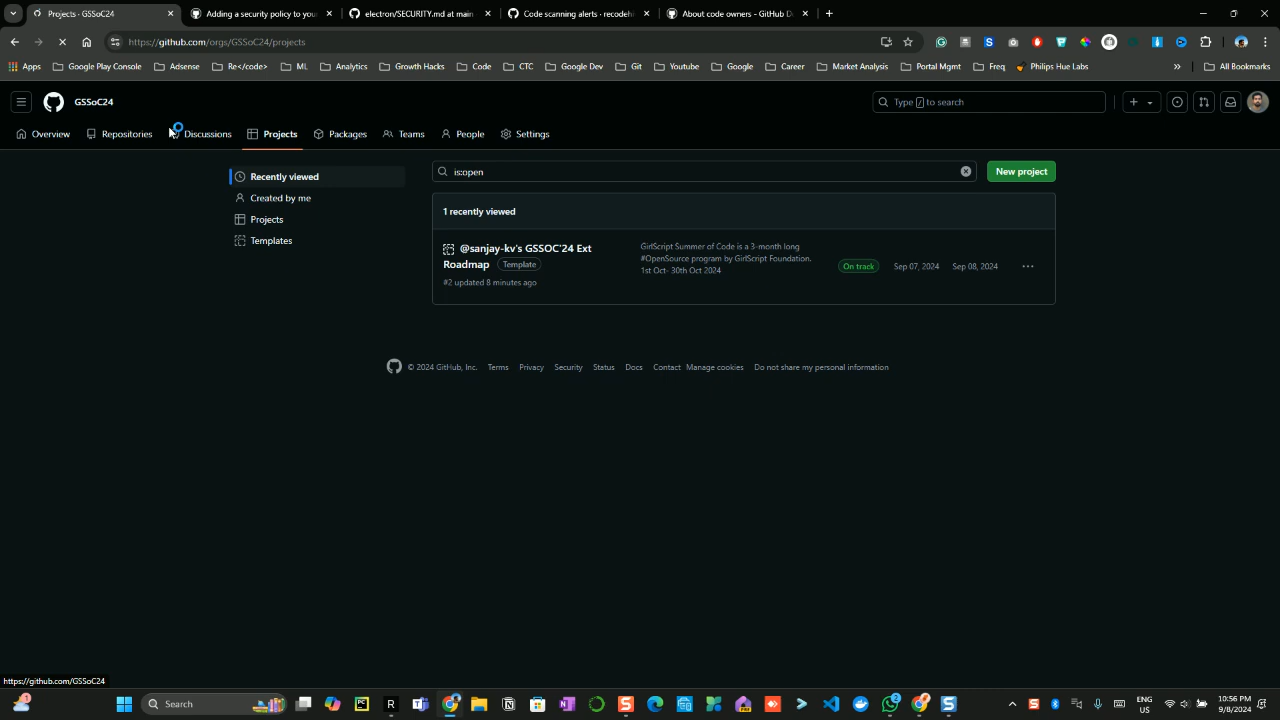 Projects · GSSoC24
Adding a security policy to your
electron/SECURITY.md at main
Code scanning alerts · recodehi
About code owners - GitHub D
https://github.com/orgs/GSSoC24/projects
Apps
Google Play Console
Adsense
Re</code>
ML
Analytics
Growth Hacks
Code
CTC
Google Dev
Git
Youtube
Google
Career
Market Analysis
Portal Mgmt
Freq
Philips Hue Labs
All Bookmarks
GSSoC24
Type / to search
Overview
Repositories
Discussions
Projects
Packages
Teams
People
Settings
Recently viewed
Created by me
Projects
Templates
is:open
New project
1 recently viewed
@sanjay-kv's GSSOC'24 Ext
Roadmap Template
#2 updated 8 minutes ago
GirlScript Summer of Code is a 3-month long
#OpenSource program by GirlScript Foundation.
1st Oct- 30th Oct 2024
On track
Sep 07, 2024
Sep 08, 2024
© 2024 GitHub, Inc.
Terms
Privacy
Security
Status
Docs
Contact
Manage cookies
Do not share my personal information
https://github.com/GSSoC24
Search
ENG
US
10:56 PM
9/8/2024